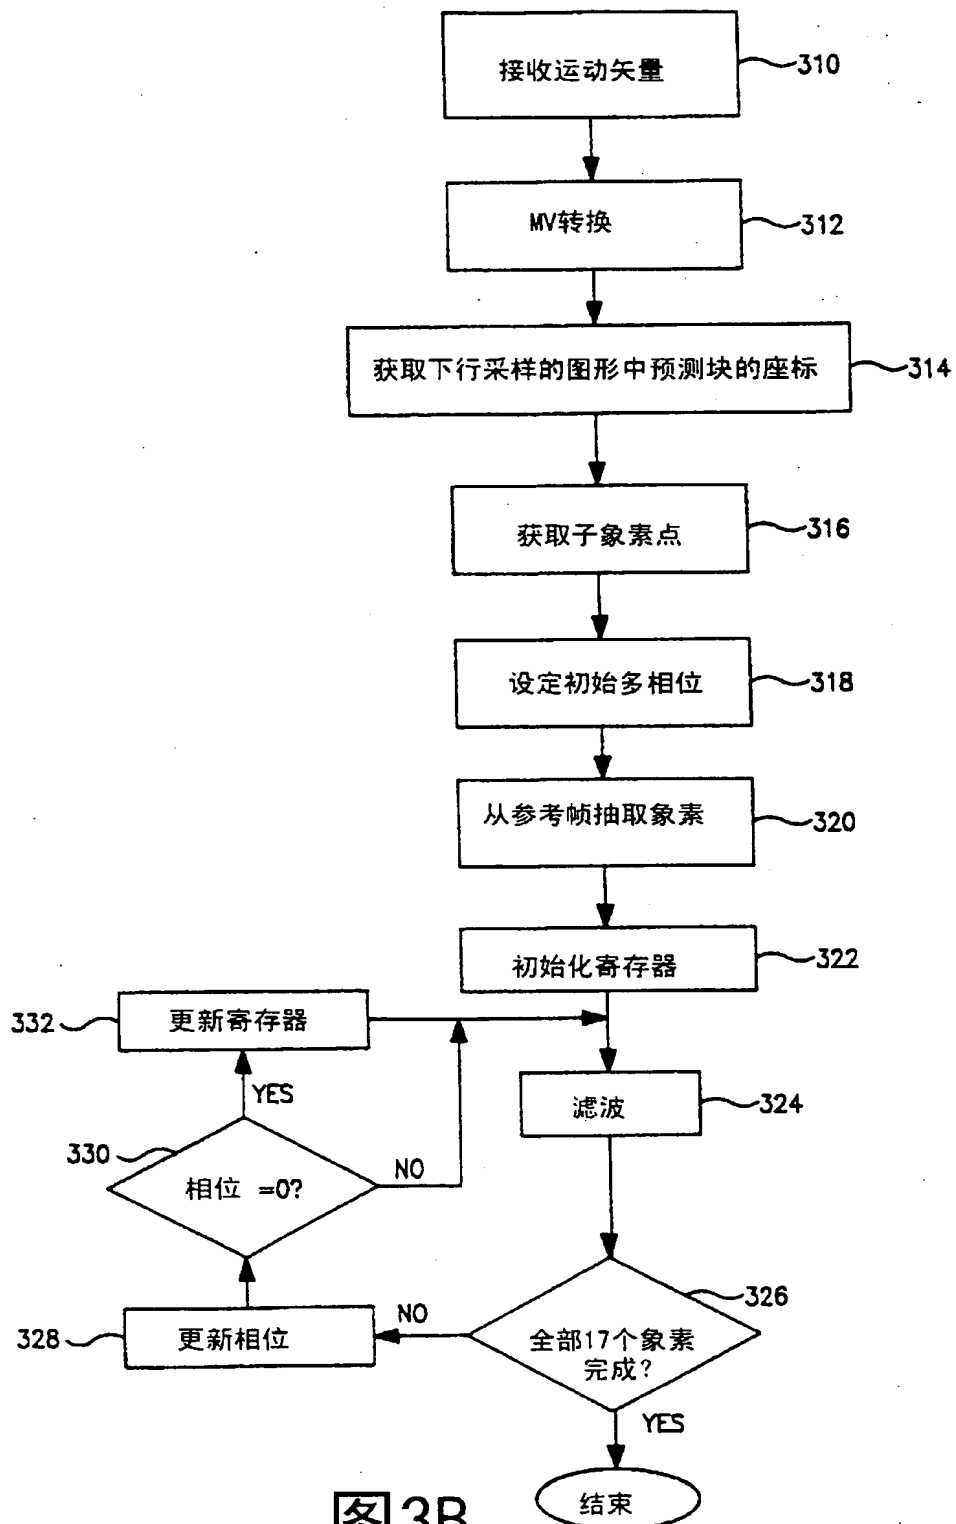 接收运动矢量
310
MV转换
312
获取下行采样的图形中预测块的座标
314
获取子象素点
316
设定初始多相位
318
从参考帧抽取象素
320
初始化寄存器
322
332
更新寄存器
YES
滤波
324
330
相位 =0?
NO
326
328
更新相位
NO
全部17个象素
完成?
YES
结束
图3B